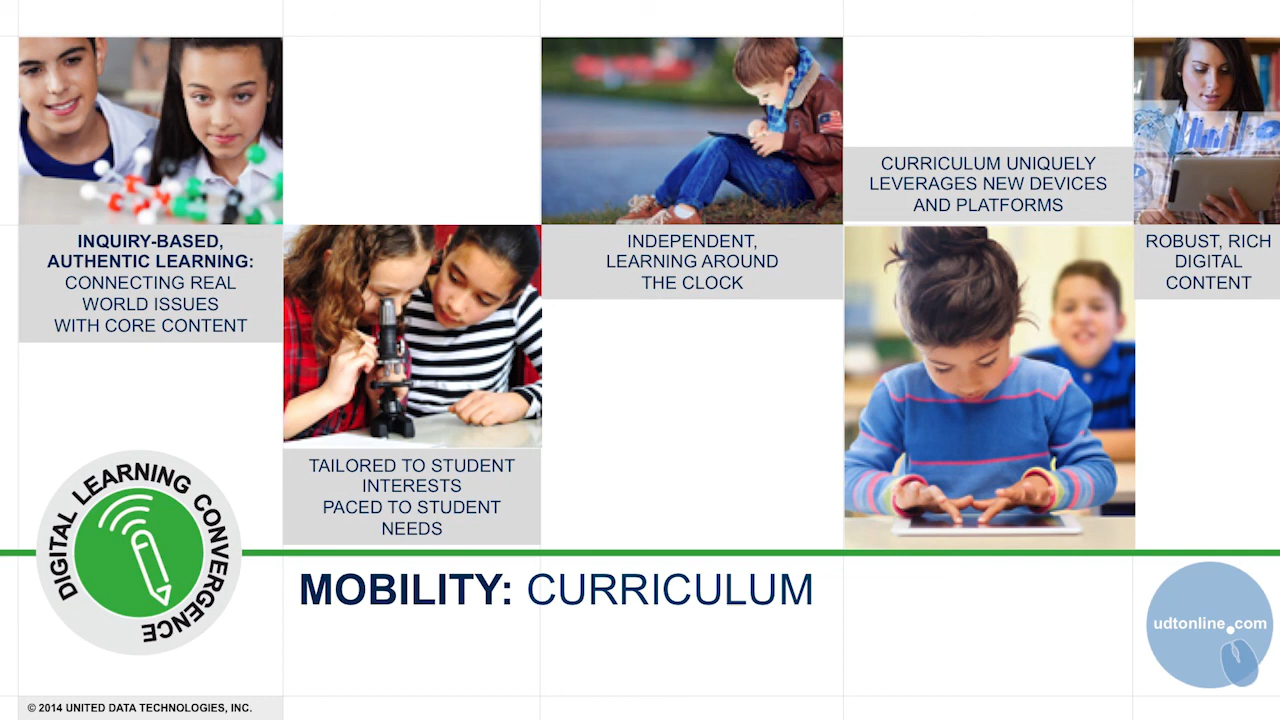 INQUIRY-BASED,
AUTHENTIC LEARNING:
CONNECTING REAL
WORLD ISSUES
WITH CORE CONTENT
TAILORED TO STUDENT
INTERESTS
PACED TO STUDENT
NEEDS
INDEPENDENT,
LEARNING AROUND
THE CLOCK
CURRICULUM UNIQUELY
LEVERAGES NEW DEVICES
AND PLATFORMS
ROBUST, RICH
DIGITAL
CONTENT
DIGITAL LEARNING CONVERGENCE
MOBILITY: CURRICULUM
udtonline.com
© 2014 UNITED DATA TECHNOLOGIES, INC.